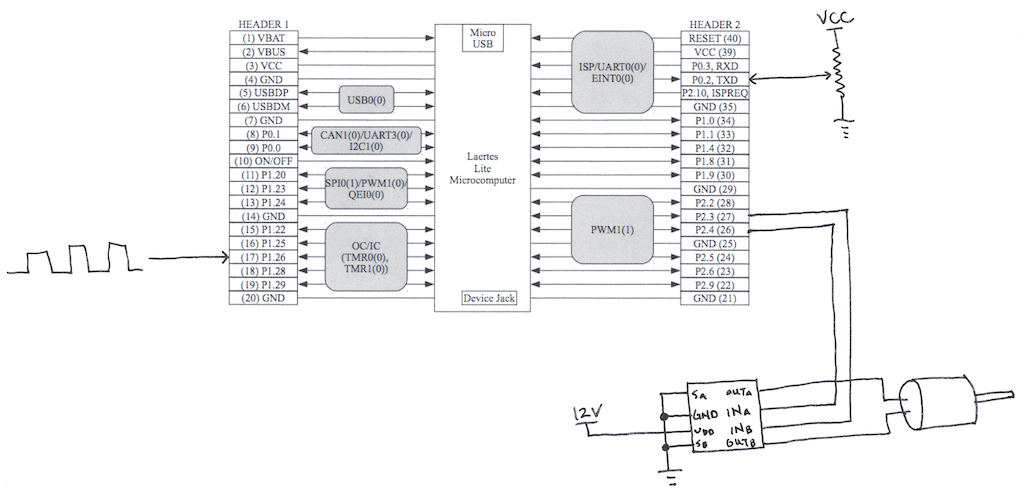 HEADER 1
(1) VBAT
(2) VBUS
(3) VCC
(4) GND
(5) USBDP
(6) USBDM
(7) GND
(8) P0.1
(9) P0.0
(10) ON/OFF
(11) P1.20
(12) P1.23
(13) P1.24
(14) GND
(15) P1.22
(16) P1.25
(17) P1.26
(18) P1.28
(19) P1.29
(20) GND
USB0(0)
CAN1(0)/UART3(0)/
I2C1(0)
SPI0(1)/PWM1(0)/
QEI0(0)
OC/IC
(TMR0(0),
TMR1(0))
Micro
USB
Laertes
Lite
Microcomputer
Device Jack
ISP/UART0(0)/
EINT0(0)
PWM1(1)
HEADER 2
RESET (40)
VCC (39)
P0.3, RXD
P0.2, TXD
P2.10, ISPREQ
GND (35)
P1.0 (34)
P1.1 (33)
P1.4 (32)
P1.8 (31)
P1.9 (30)
GND (29)
P2.2 (28)
P2.3 (27)
P2.4 (26)
GND (25)
P2.5 (24)
P2.6 (23)
P2.9 (22)
GND (21)
VCC
12V
SA OUTA
GND INA
VDD INB
SB OUTB